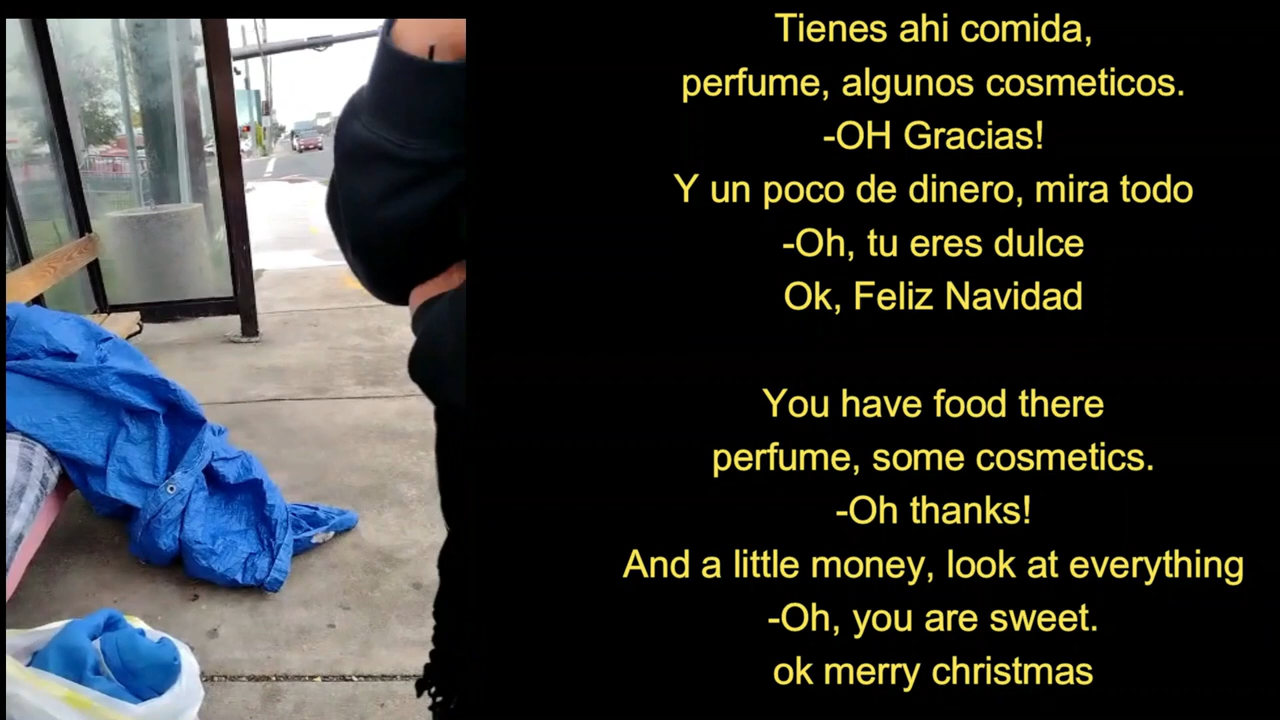 Tienes ahi comida,
perfume, algunos cosmeticos.
-OH Gracias!
Y un poco de dinero, mira todo
-Oh, tu eres dulce
Ok, Feliz Navidad
You have food there
perfume, some cosmetics.
-Oh thanks!
And a little money, look at everything
-Oh, you are sweet.
ok merry christmas